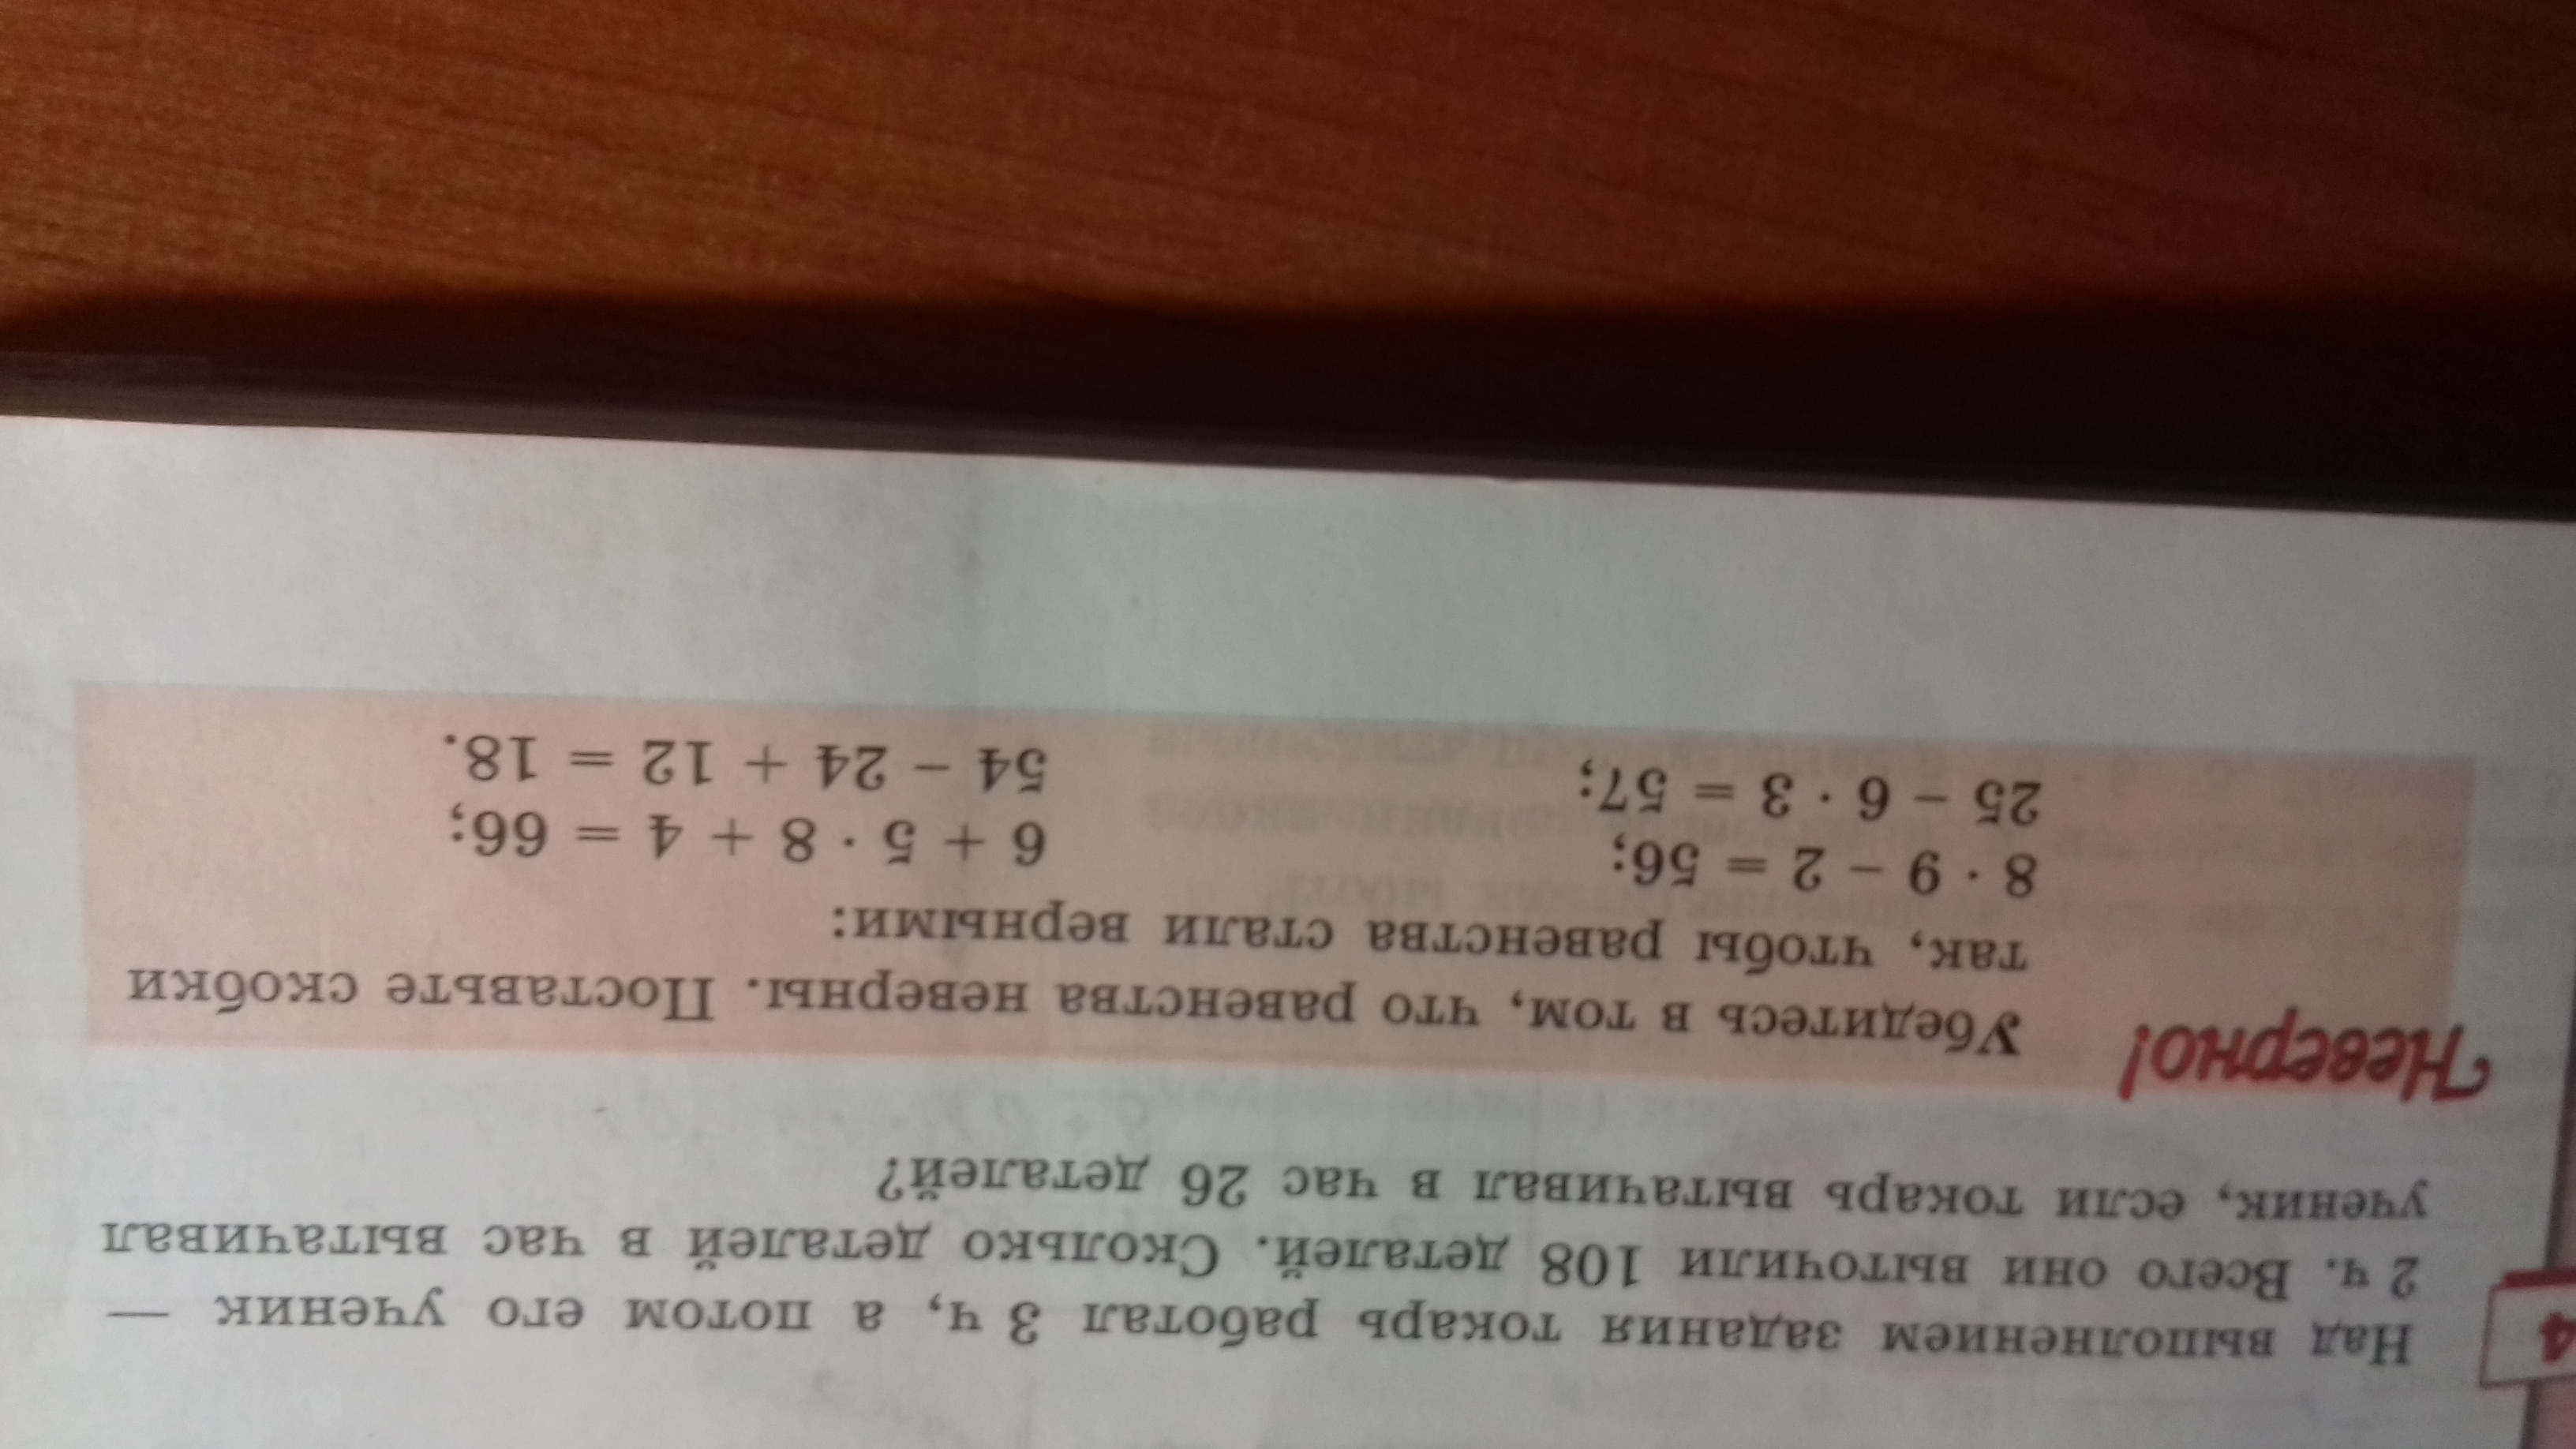 4
Над выполнением задания токарь работал 3 ч, а потом его ученик —
2 ч. Всего они выточили 108 деталей. Сколько деталей в час вытачивал
ученик, если токарь вытачивал в час 26 деталей?
Неверно!
Убедитесь в том, что равенства неверны. Поставьте скобки
так, чтобы равенства стали верными:
8 · 9 − 2 = 56; 6 + 5 · 8 + 4 = 66;
25 − 6 · 3 = 57; 54 − 24 + 12 = 18.